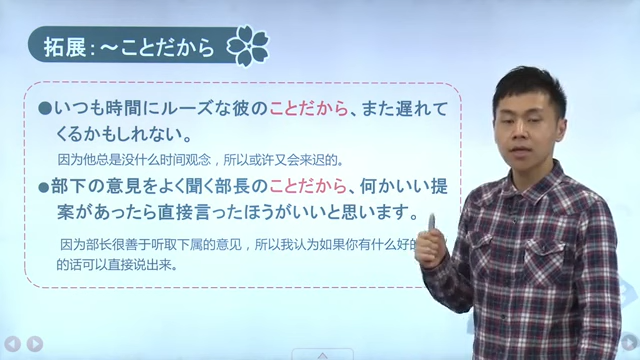 拓展：～ことだから
●いつも時間にルーズな彼のことだから、また遅れて
くるかもしれない。
因为他总是没什么时间观念，所以或许又会来迟的。
●部下の意見をよく聞く部長のことだから、何かいい提
案があったら直接言ったほうがいいと思います。
因为部长很善于听取下属的意见，所以我认为如果你有什么好的
的话可以直接说出来。